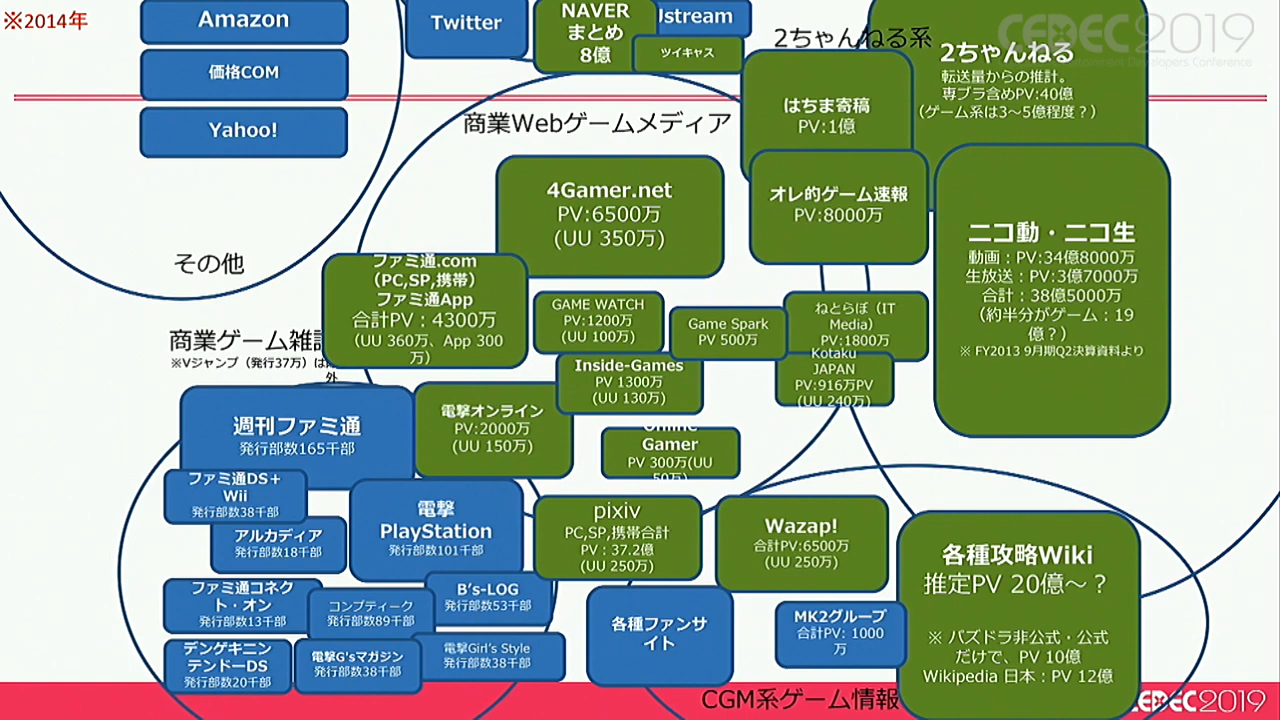 ※2014年
Amazon
価格COM
Yahoo!
その他
Twitter
NAVER
まとめ
8億
Ustream
ツイキャス
2ちゃんねる系
2ちゃんねる
転送量からの推計。
専ブラ含めPV:40億
(ゲーム系は3〜5億程度？)
CEDEC2019
はちま寄稿
PV:1億
オレ的ゲーム速報
PV:8000万
商業Webゲームメディア
4Gamer.net
PV:6500万
(UU 350万)
ニコ動・ニコ生
動画：PV:34億8000万
生放送：PV:3億7000万
合計：38億5000万
（約半分がゲーム：19
億？）
※ FY2013 9月期Q2決算資料より
ファミ通.com
（PC,SP,携帯）
ファミ通App
合計PV：4300万
（UU 360万、App 300
万）
GAME WATCH
PV:1200万
(UU 100万)
Game Spark
PV 500万
ねとらぼ（IT
Media）
PV:1800万
Inside-Games
PV 1300万
(UU 130万)
Kotaku
JAPAN
PV:916万PV
(UU 240万)
電撃オンライン
PV:2000万
(UU 150万)
Online
Gamer
PV 300万(UU
50万)
商業ゲーム雑誌
※Vジャンプ（発行37万）は除
外
週刊ファミ通
発行部数165千部
ファミ通DS＋
Wii
発行部数38千部
アルカディア
発行部数18千部
電撃
PlayStation
発行部数101千部
ファミ通コネク
ト・オン
発行部数13千部
コンプティーク
発行部数89千部
B's-LOG
発行部数53千部
デンゲキニン
テンドーDS
発行部数20千部
電撃G'sマガジン
発行部数38千部
電撃Girl's Style
発行部数38千部
pixiv
PC,SP,携帯合計
PV：37.2億
(UU 250万)
Wazap!
合計PV:6500万
(UU 250万)
各種ファンサ
イト
MK2グループ
合計PV: 1000
万
各種攻略Wiki
推定PV 20億〜？
※ パズドラ非公式・公式
だけで、PV 10億
Wikipedia 日本：PV 12億
CGM系ゲーム情報
CEDEC2019